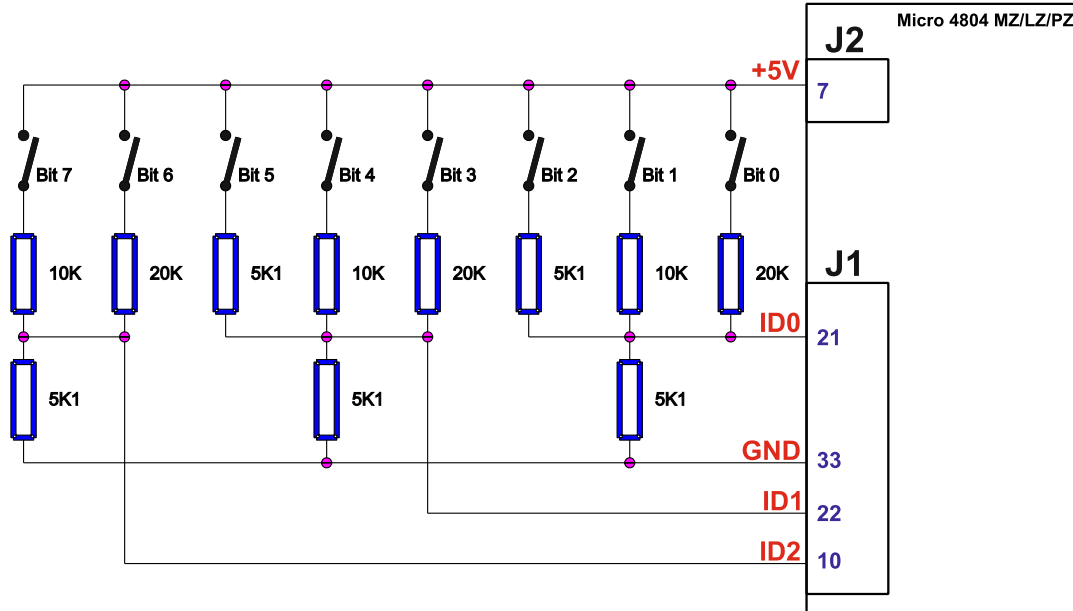 Micro 4804 MZ/LZ/PZ
J2
+5V
7
Bit 7 Bit 6 Bit 5 Bit 4 Bit 3 Bit 2 Bit 1 Bit 0
J1
10K 20K 5K1 10K 20K 5K1 10K 20K
ID0
21
5K1 5K1 5K1
GND
33
ID1
22
ID2
10